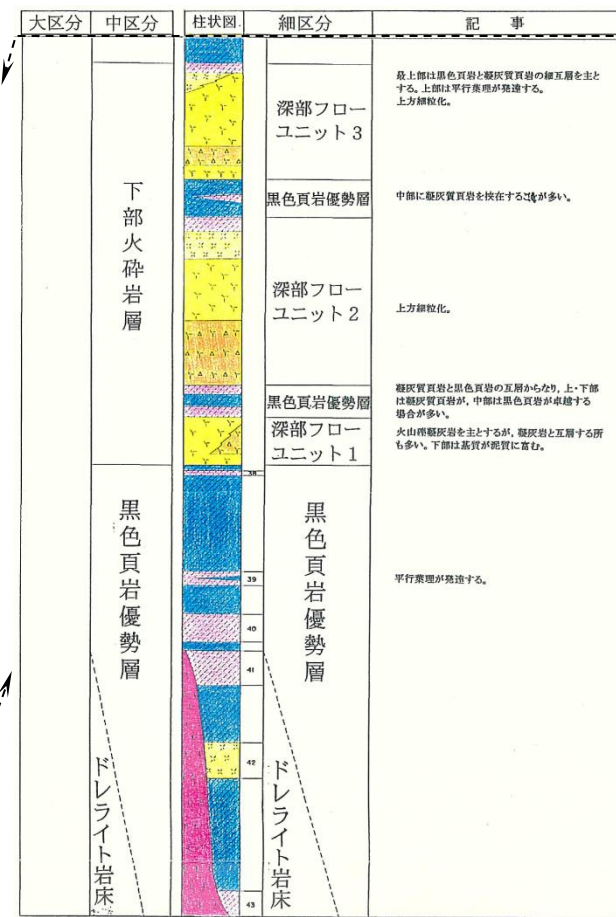 大区分 中区分 柱状図 細区分 記 事
下部火砕岩層
深部フロー
ユニット3
最上部は黒色頁岩と凝灰質頁岩の細互層を主と
する。上部は平行葉理が発達する。
上方細粒化。
黒色頁岩優勢層
中部に凝灰質頁岩を挟在することが多い。
深部フロー
ユニット2
上方細粒化。
黒色頁岩優勢層
凝灰質頁岩と黒色頁岩の互層からなり，上・下部
は凝灰質頁岩が，中部は黒色頁岩が卓越する
場合が多い。
深部フロー
ユニット1
火山礫凝灰岩を主とするが，凝灰岩と互層する所
も多い。下部は基質が泥質に富む。
黒色頁岩優勢層
38
39
40
41
42
43
黒色頁岩優勢層
平行葉理が発達する。
ドレライト岩床
ドレライト岩床